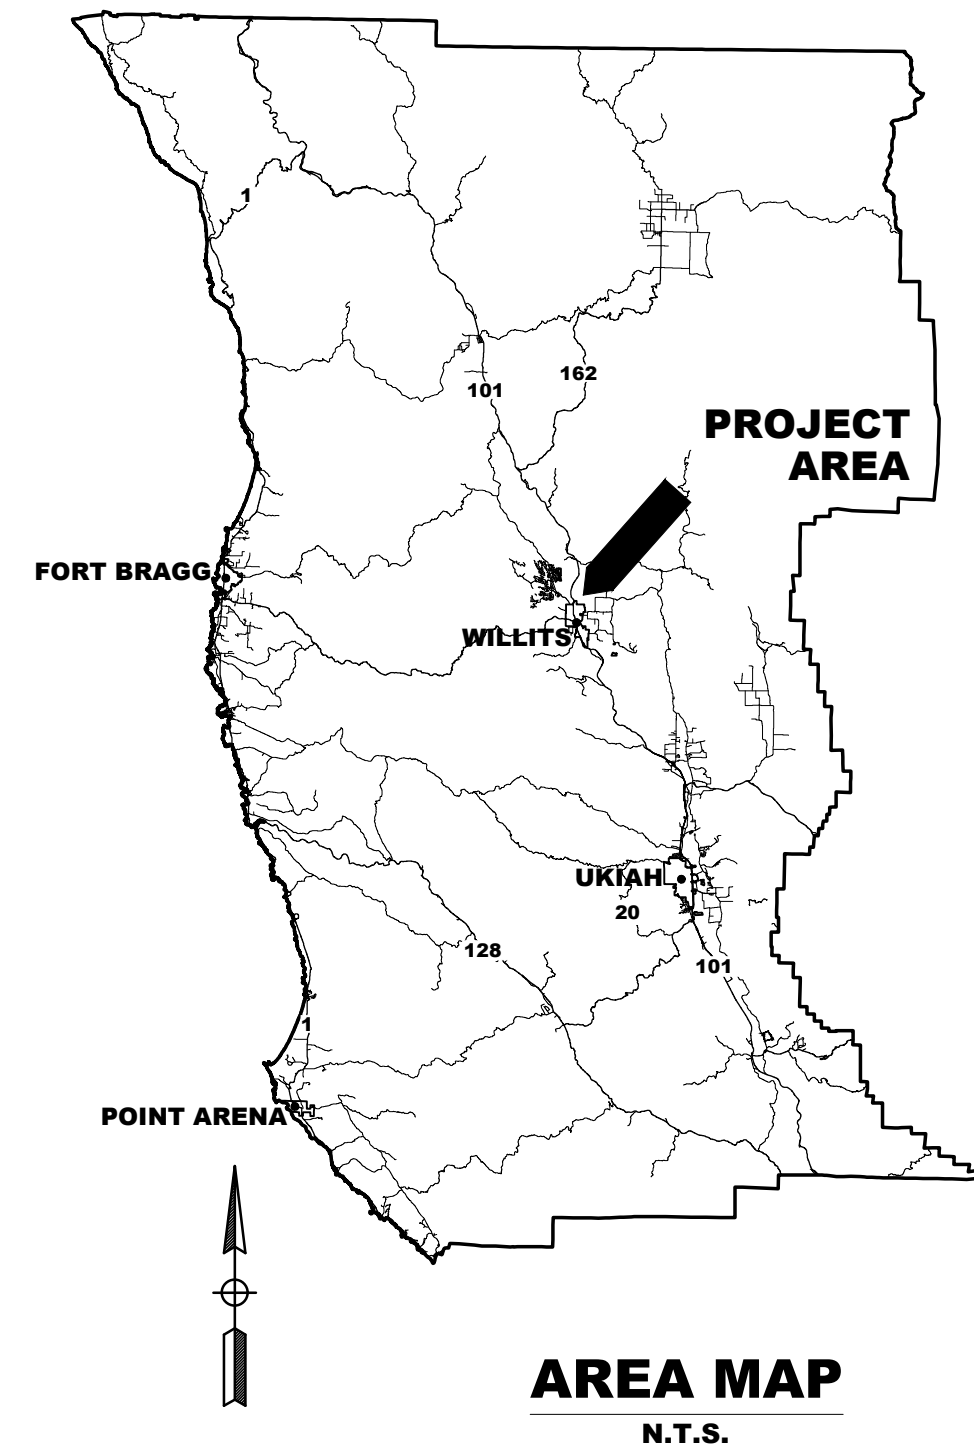 1
101
162
PROJECT
AREA
FORT BRAGG
WILLITS
UKIAH
20
128
101
1
POINT ARENA
AREA MAP
N.T.S.